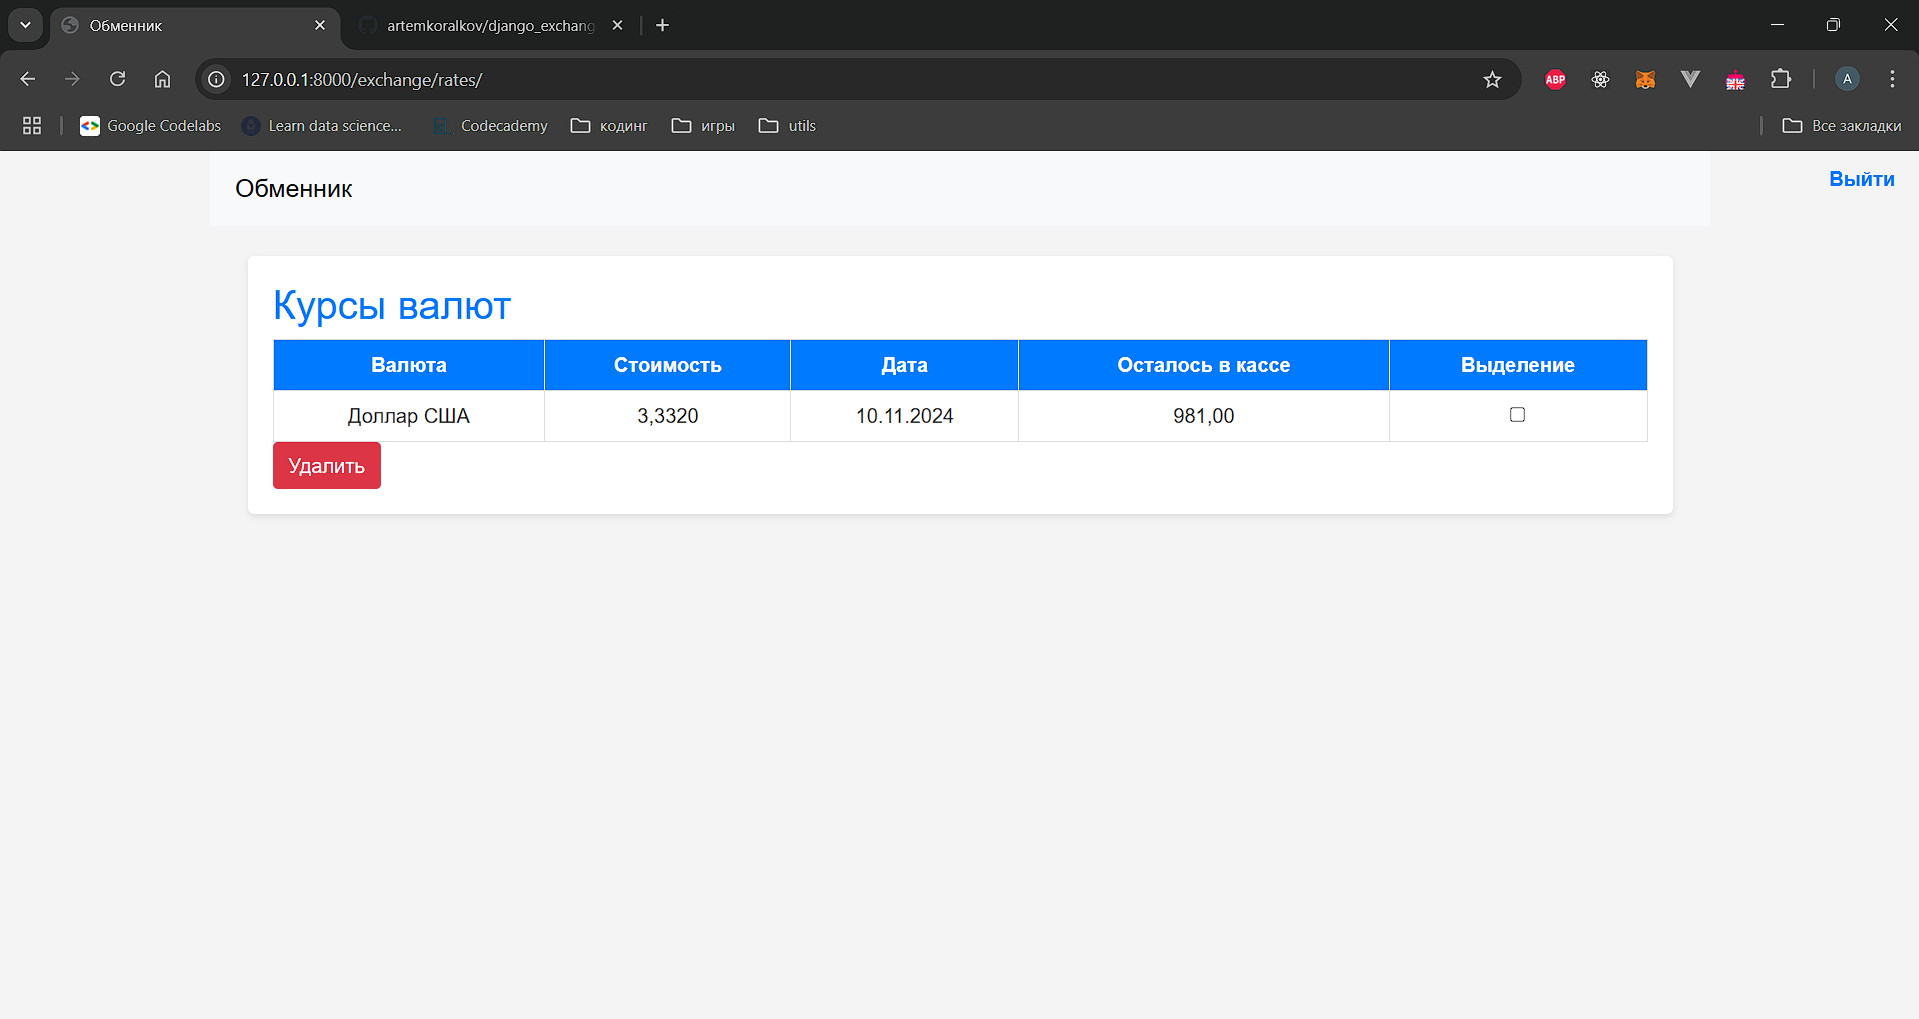 Обменник
artemkoralkov/django_exchang
127.0.0.1:8000/exchange/rates/
ABP
A
Google Codelabs
Learn data science...
Codecademy
кодинг
игры
utils
Все закладки
Обменник
Выйти
Курсы валют
Валюта Стоимость Дата Осталось в кассе Выделение
Доллар США 3,3320 10.11.2024 981,00
Удалить